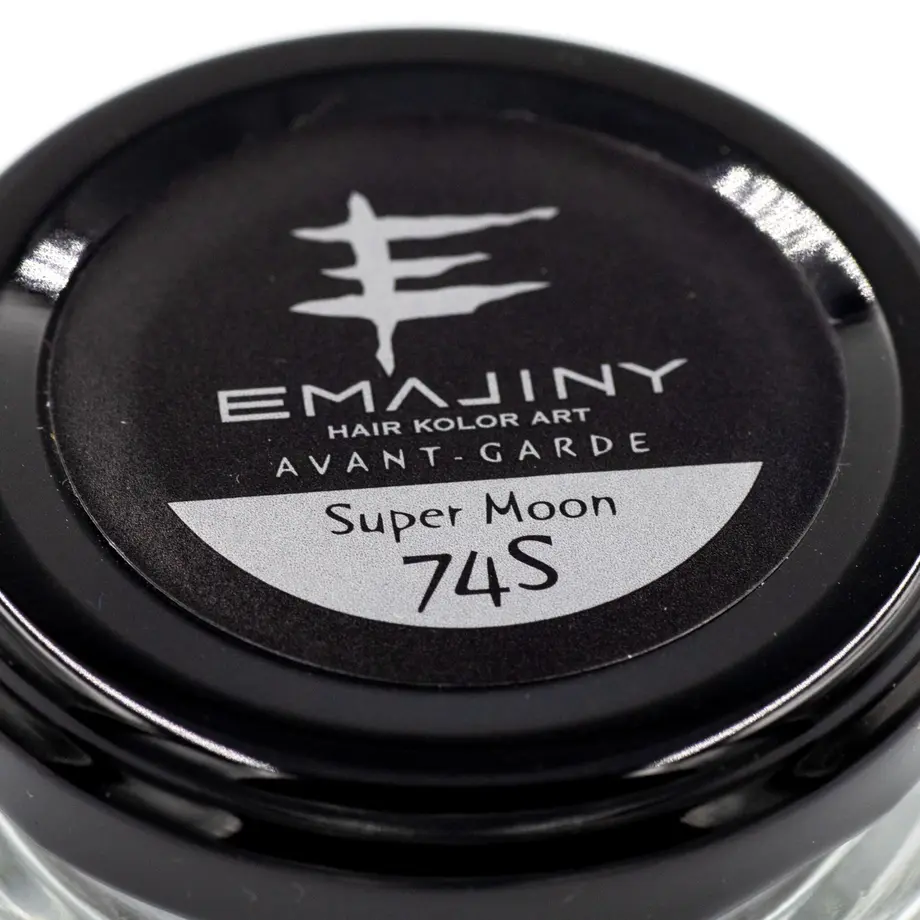 EMAJINY
HAIR KOLOR ART
AVANT-GARDE
Super Moon
74S